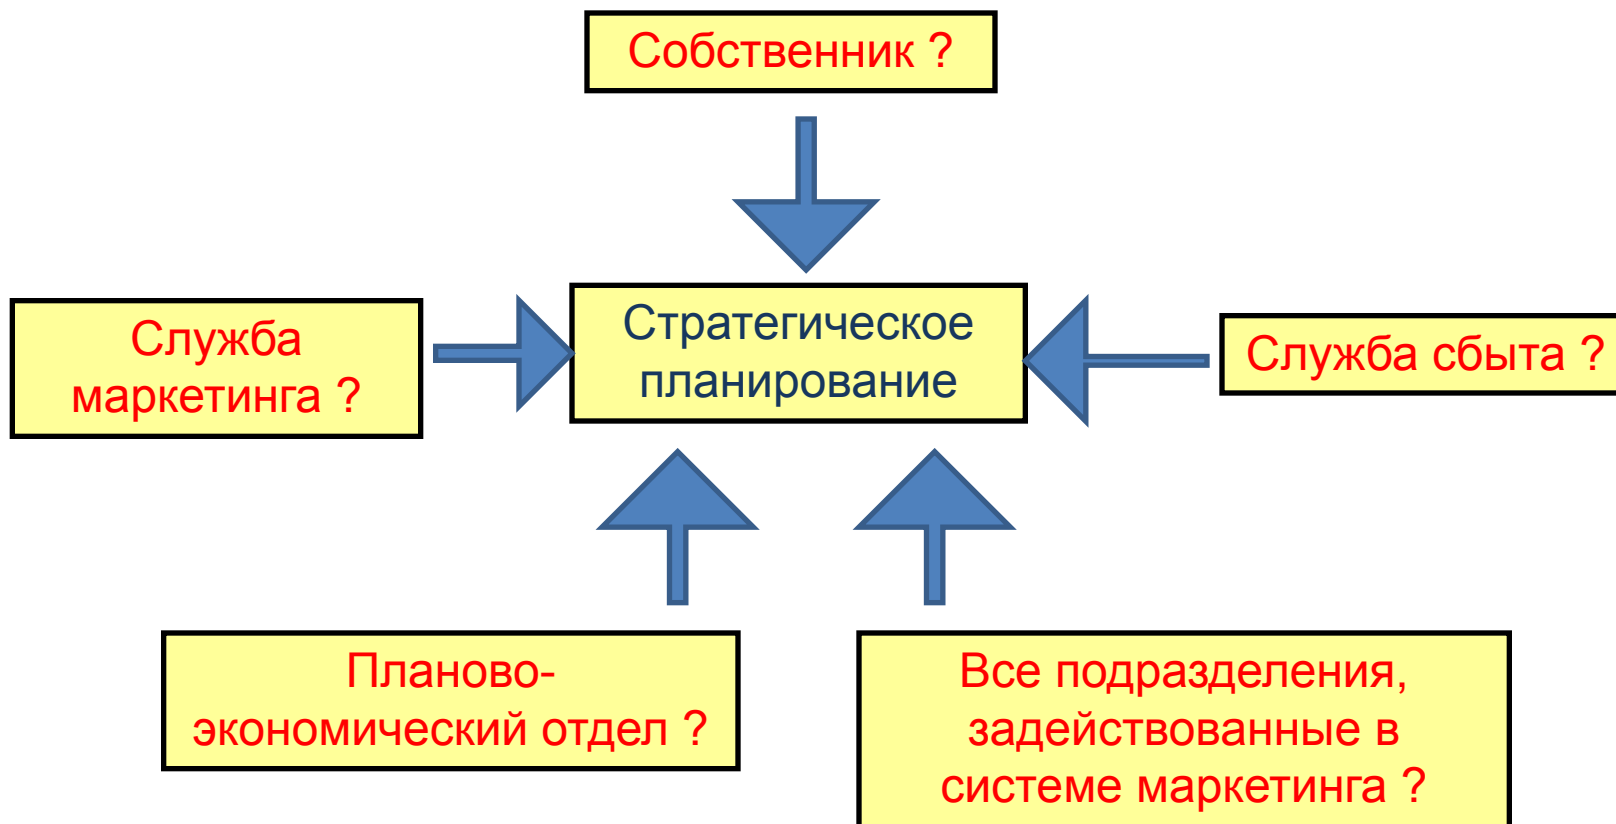 Собственник ?
Стратегическое
планирование
Служба
маркетинга ?
Служба сбыта ?
Планово-
экономический отдел ?
Все подразделения,
задействованные в
системе маркетинга ?